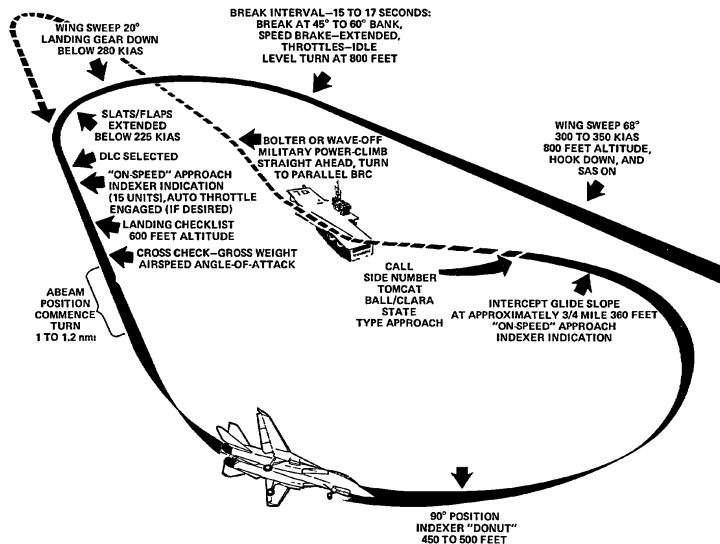 BREAK INTERVAL–15 TO 17 SECONDS:
BREAK AT 45° TO 60° BANK,
SPEED BRAKE–EXTENDED,
THROTTLES–IDLE
LEVEL TURN AT 800 FEET
WING SWEEP 20°
LANDING GEAR DOWN
BELOW 280 KIAS
WING SWEEP 68°
300 TO 350 KIAS
800 FEET ALTITUDE,
HOOK DOWN, AND
SAS ON
SLATS/FLAPS
EXTENDED
BELOW 225 KIAS
DLC SELECTED
"ON-SPEED" APPROACH
INDEXER INDICATION
(15 UNITS),AUTO THROTTLE
ENGAGED (IF DESIRED)
LANDING CHECKLIST
600 FEET ALTITUDE
CROSS CHECK–GROSS WEIGHT
AIRSPEED ANGLE-OF-ATTACK
BOLTER OR WAVE-OFF
MILITARY POWER-CLIMB
STRAIGHT AHEAD, TURN
TO PARALLEL BRC
ABEAM
POSITION
COMMENCE
TURN
1 TO 1.2 nmi
CALL
SIDE NUMBER
TOMCAT
BALL/CLARA
STATE
TYPE APPROACH
INTERCEPT GLIDE SLOPE
AT APPROXIMATELY 3/4 MILE 360 FEET
"ON-SPEED" APPROACH
INDEXER INDICATION
90° POSITION
INDEXER "DONUT"
450 TO 500 FEET